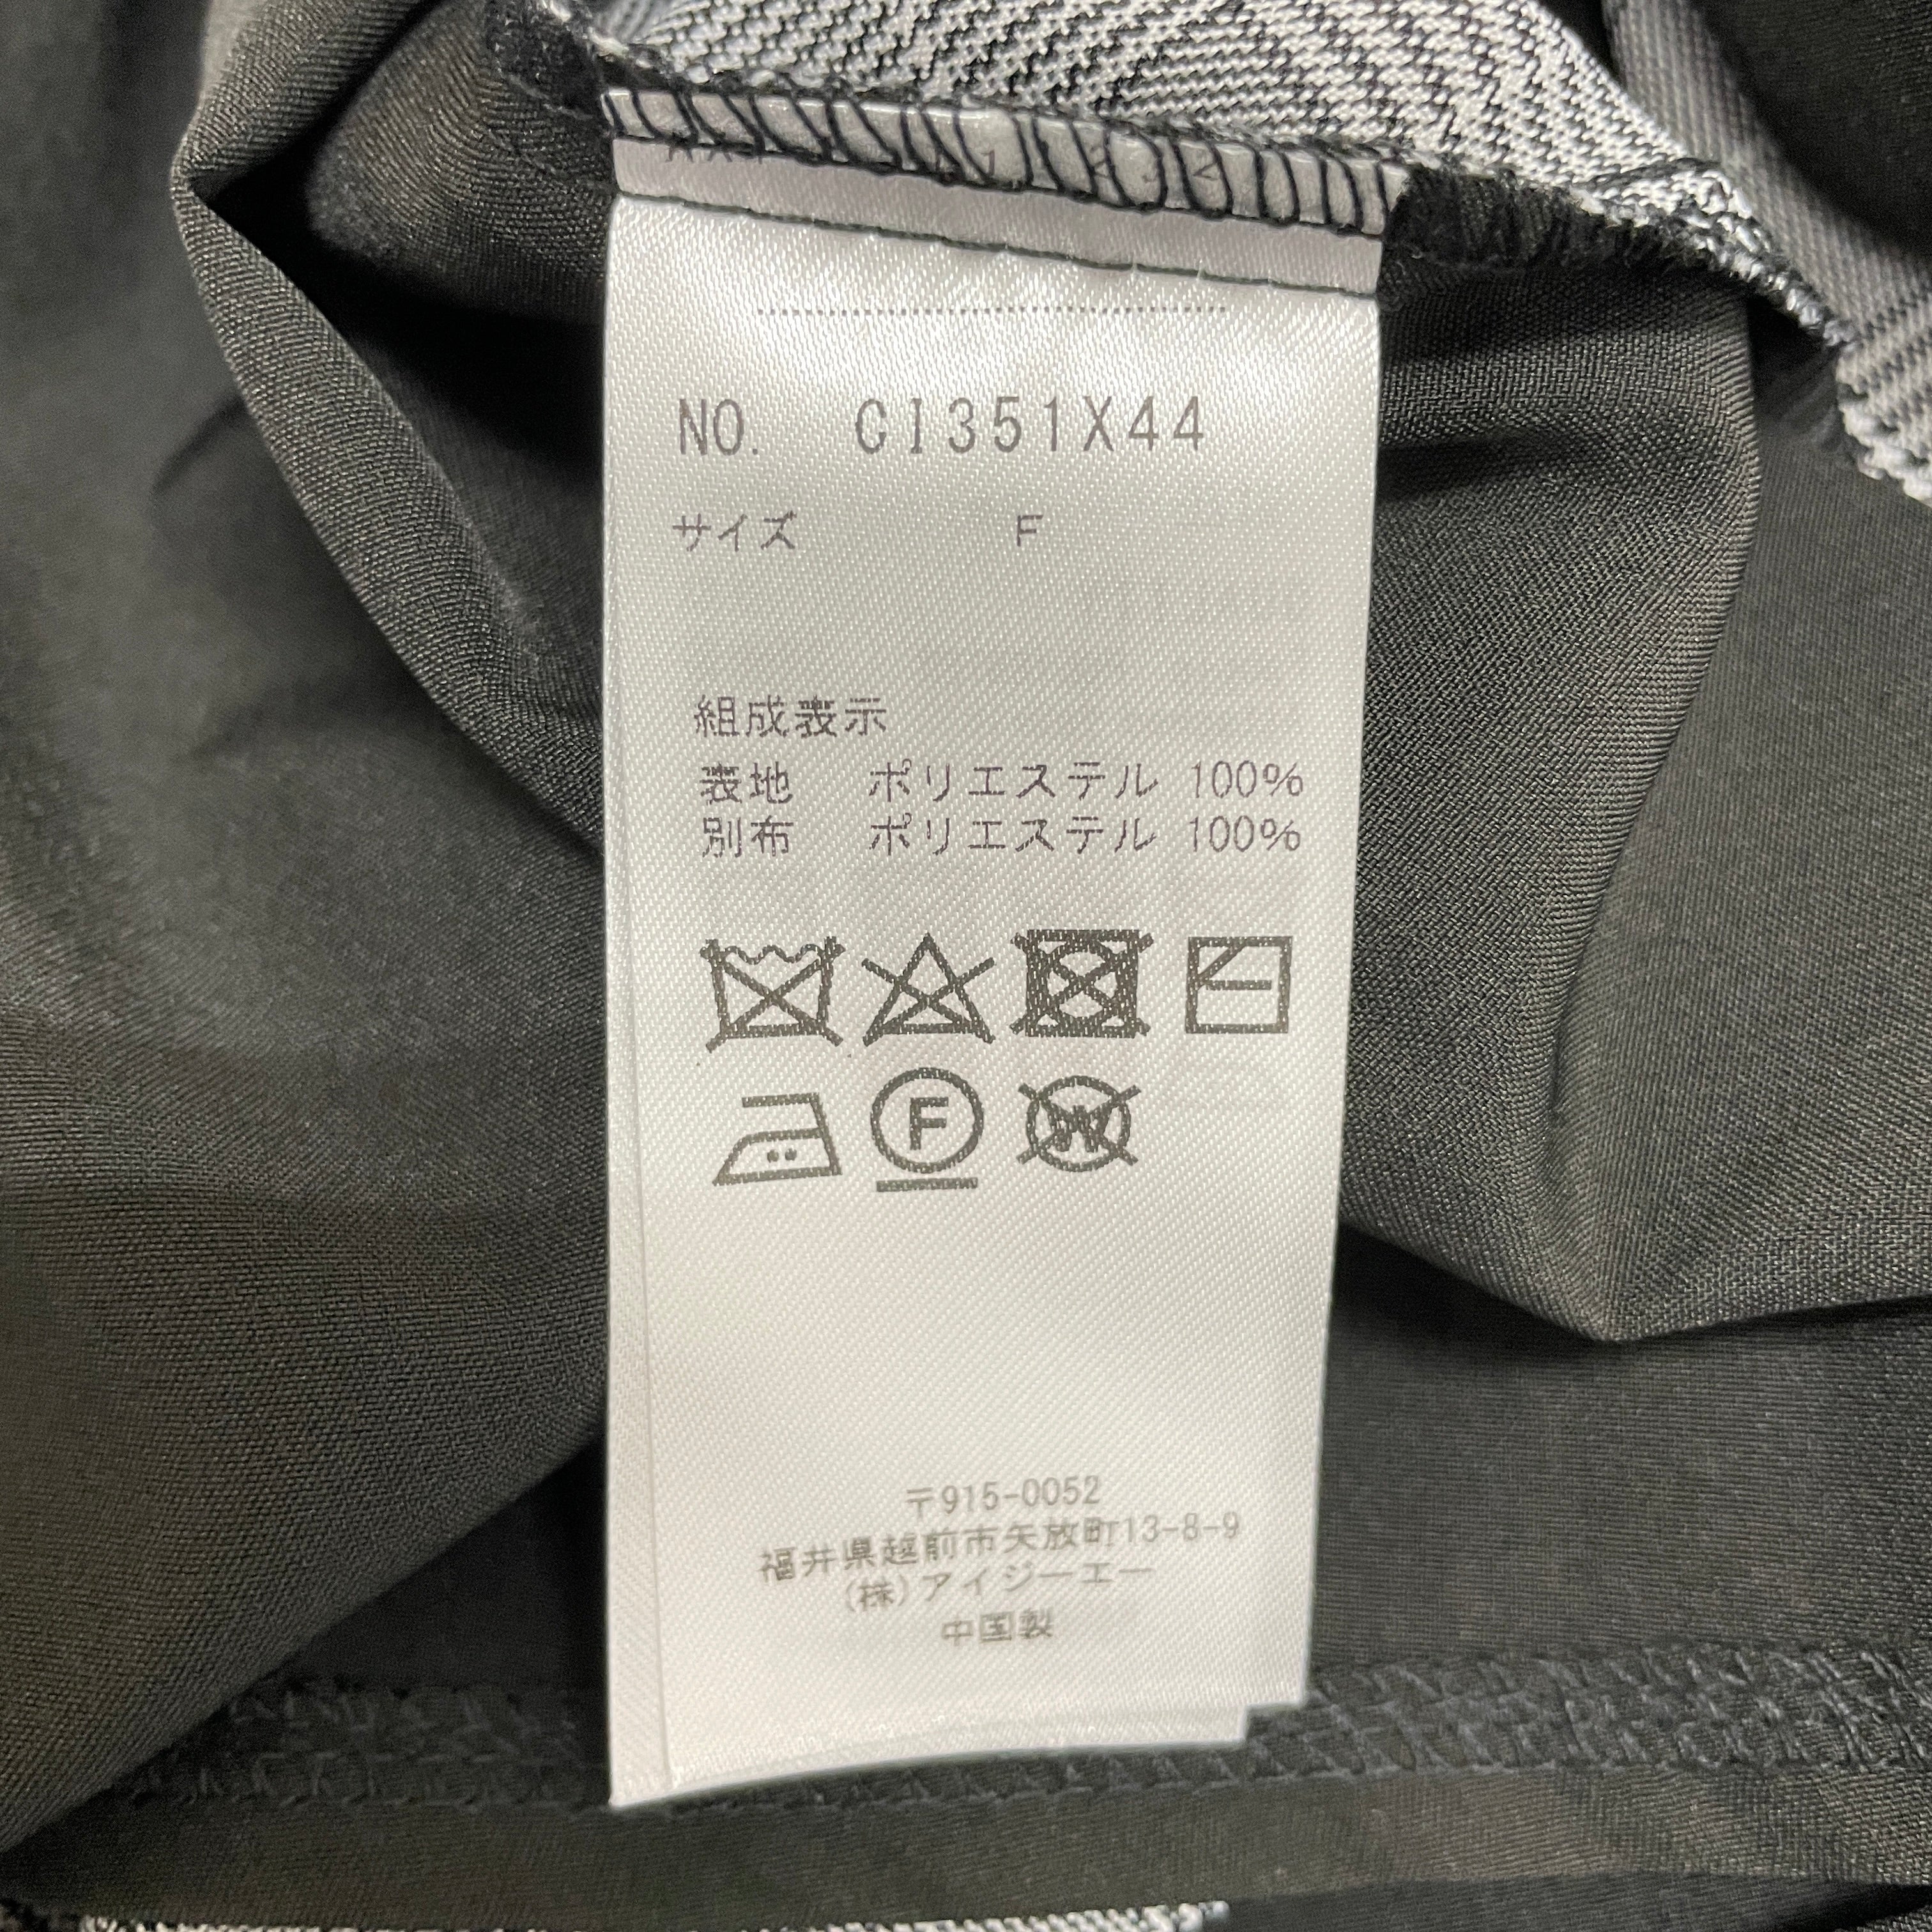 NO. CI351X44
サイズ F
組成表示
表地 ポリエステル 100%
別布 ポリエステル 100%
F
W
〒915-0052
福井県越前市矢放町13-8-9
(株)アイジーエー
中国製